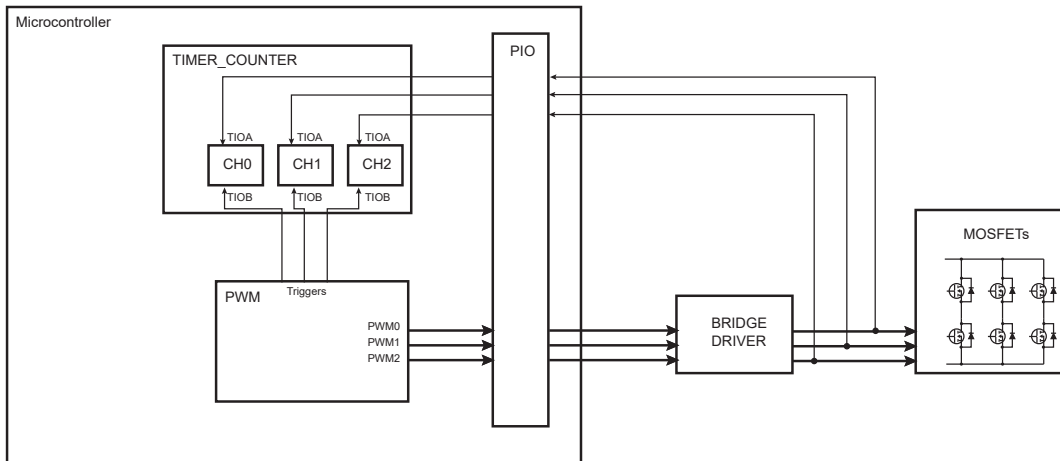 Microcontroller
TIMER_COUNTER
PIO
TIOA
TIOA
TIOA
CH0
CH1
CH2
TIOB
TIOB
TIOB
MOSFETs
Triggers
PWM
PWM0
PWM1
PWM2
BRIDGE
DRIVER